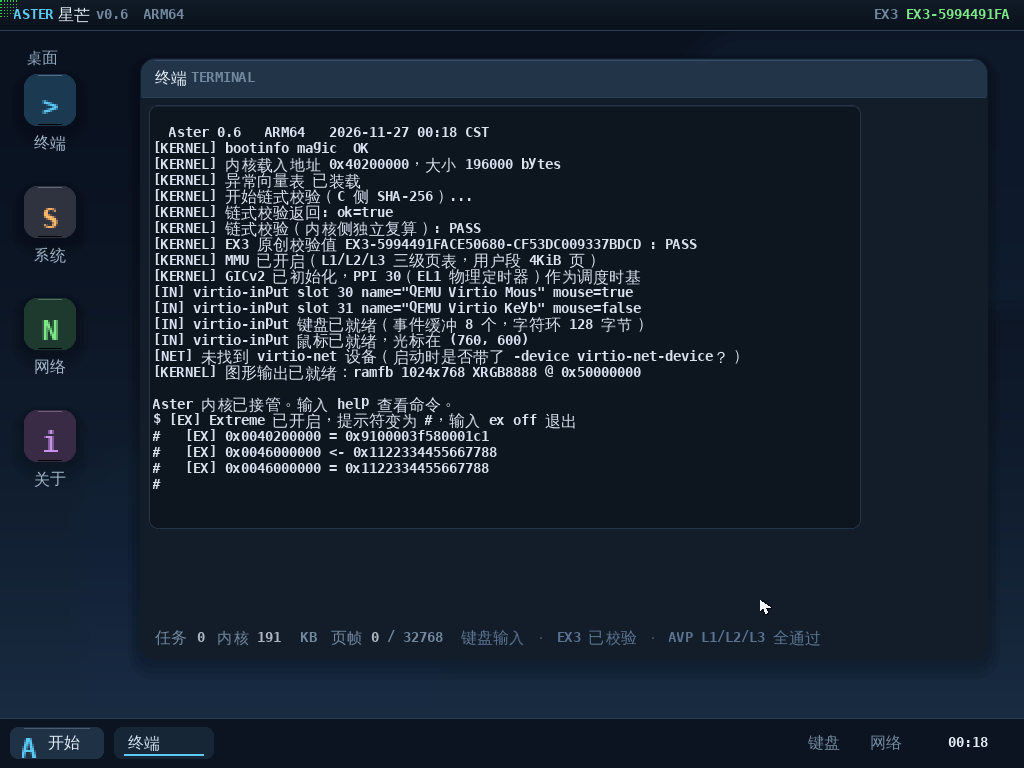 ASTER 星芒 v0.6 ARM64
EX3 EX3-5994491FA
桌面
>
终端
S
系统
N
网络
i
关于
终端 TERMINAL
Aster 0.6 ARM64 2026-11-27 00:18 CST
[KERNEL] bootinfo magic OK
[KERNEL] 内核载入地址 0x40200000，大小 196000 bytes
[KERNEL] 异常向量表 已装载
[KERNEL] 开始链式校验（C 侧 SHA-256）...
[KERNEL] 链式校验返回: ok=true
[KERNEL] 链式校验（内核侧独立复算）: PASS
[KERNEL] EX3 原创校验值 EX3-5994491FACE50680-CF53DC009337BDCD : PASS
[KERNEL] MMU 已开启（L1/L2/L3 三级页表，用户段 4KiB 页）
[KERNEL] GICv2 已初始化，PPI 30（EL1 物理定时器）作为调度时基
[IN] virtio-input slot 30 name="QEMU Virtio Mous" mouse=true
[IN] virtio-input slot 31 name="QEMU Virtio Keyb" mouse=false
[IN] virtio-input 键盘已就绪（事件缓冲 8 个，字符环 128 字节）
[IN] virtio-input 鼠标已就绪，光标在 (760, 600)
[NET] 未找到 virtio-net 设备（启动时是否带了 -device virtio-net-device？）
[KERNEL] 图形输出已就绪：ramfb 1024x768 XRGB8888 @ 0x50000000
Aster 内核已接管。输入 help 查看命令。
$ [EX] Extreme 已开启，提示符变为 #，输入 ex off 退出
# [EX] 0x0040200000 = 0x9100003f580001c1
# [EX] 0x0046000000 <- 0x1122334455667788
# [EX] 0x0046000000 = 0x1122334455667788
#
任务 0 内核 191 KB 页帧 0 / 32768 键盘输入 · EX3 已校验 · AVP L1/L2/L3 全通过
A 开始 终端 键盘 网络 00:18